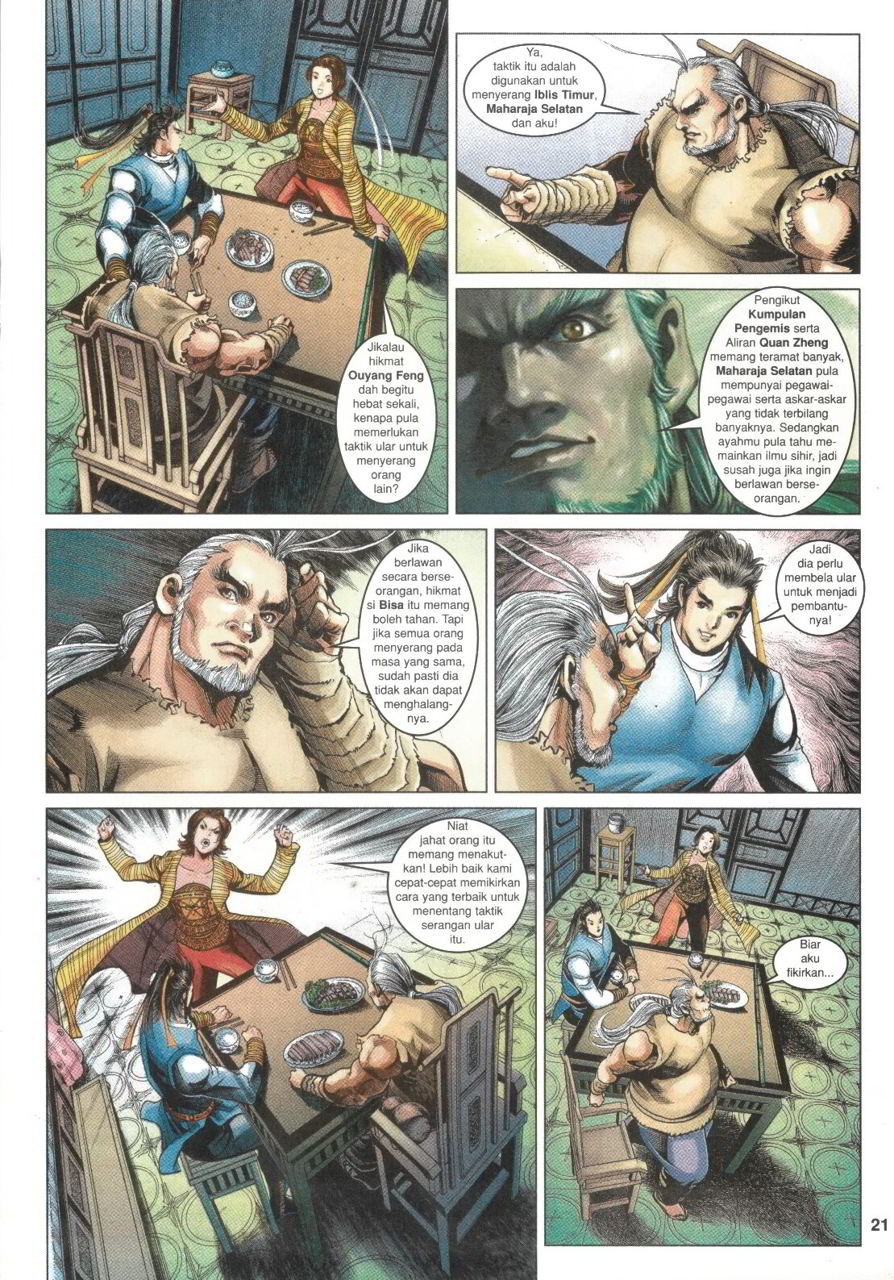 Jikalau
hikmat
Ouyang Feng
dah begitu
hebat sekali,
kenapa pula
memerlukan
taktik ular untuk
menyerang
orang
lain?
Ya,
taktik itu adalah
digunakan untuk
menyerang Iblis Timur,
Maharaja Selatan
dan aku!
Pengikut
Kumpulan
Pengemis serta
Aliran Quan Zheng
memang teramat banyak,
Maharaja Selatan pula
mempunyai pegawai-
pegawai serta askar-askar
yang tidak terbilang
banyaknya. Sedangkan
ayahmu pula tahu me-
mainkan ilmu sihir, jadi
susah juga jika ingin
berlawan berse-
orangan.
Jika
berlawan
secara berse-
orangan, hikmat
si Bisa itu memang
boleh tahan. Tapi
jika semua orang
menyerang pada
masa yang sama,
sudah pasti dia
tidak akan dapat
menghalang-
nya.
Jadi
dia perlu
membela ular
untuk menjadi
pembantu-
nya!
Niat
jahat orang itu
memang menakut-
kan! Lebih baik kami
cepat-cepat memikirkan
cara yang terbaik untuk
menentang taktik
serangan ular
itu.
Biar
aku
fikirkan...
21